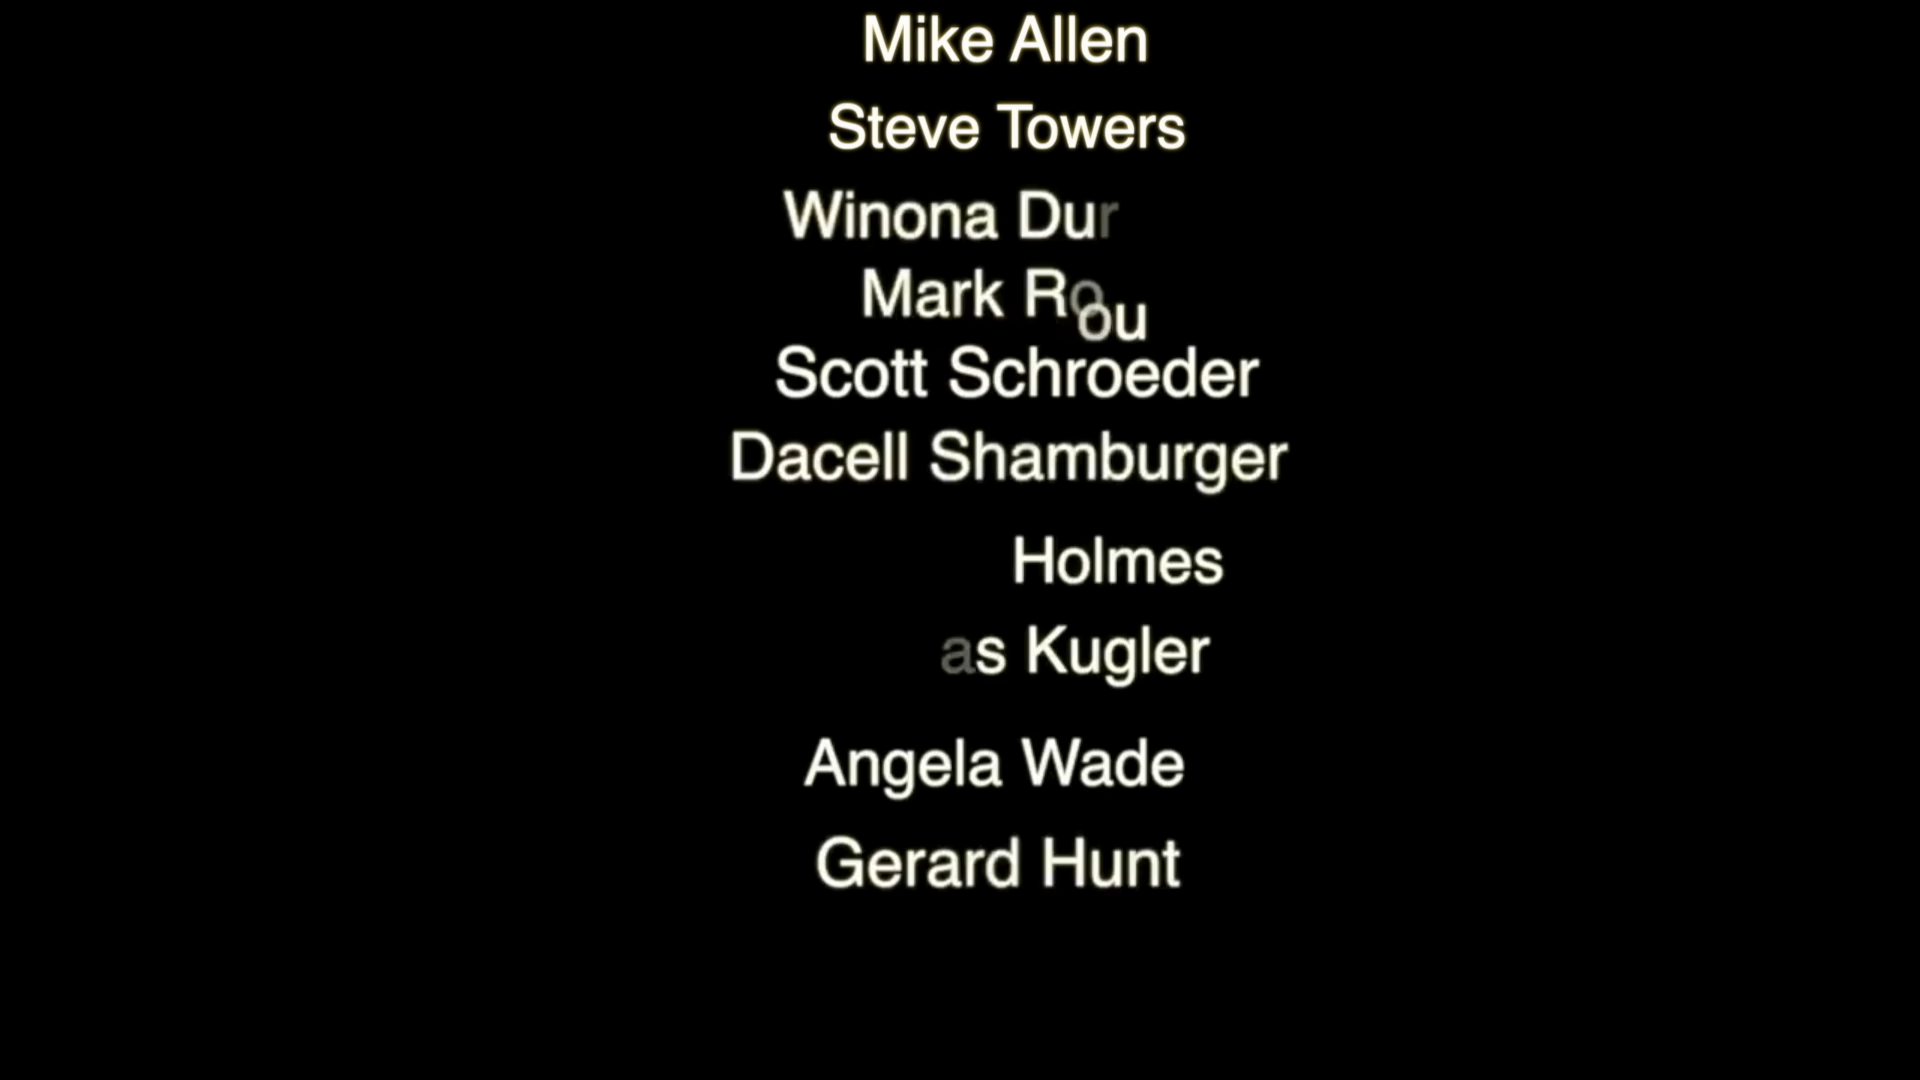 Mike Allen
Steve Towers
Winona Dur
Mark Ro
ou
Scott Schroeder
Dacell Shamburger
Holmes
as Kugler
Angela Wade
Gerard Hunt